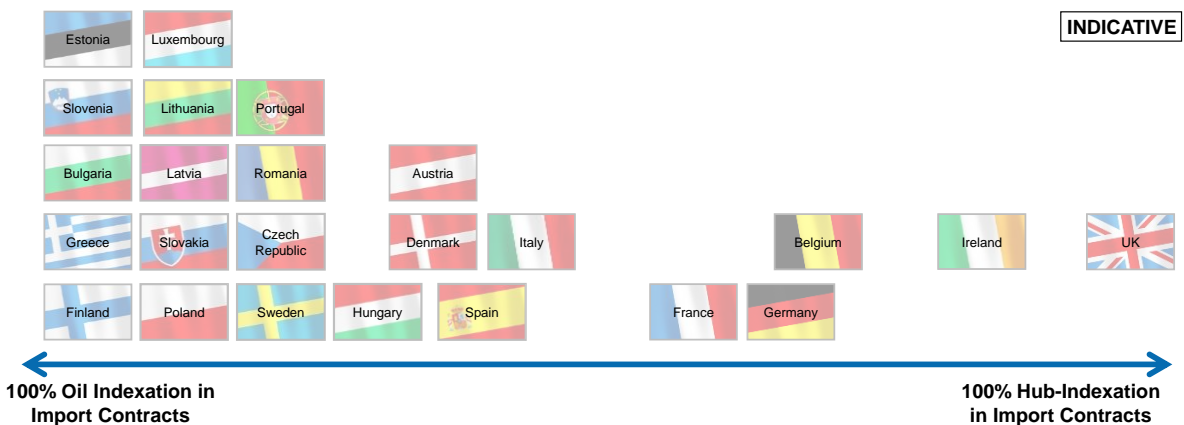 INDICATIVE
Estonia
Luxembourg
Slovenia
Lithuania
Portugal
Bulgaria
Latvia
Romania
Austria
Greece
Slovakia
Czech
Republic
Denmark
Italy
Belgium
Ireland
UK
Finland
Poland
Sweden
Hungary
Spain
France
Germany
100% Oil Indexation in
Import Contracts
100% Hub-Indexation
in Import Contracts